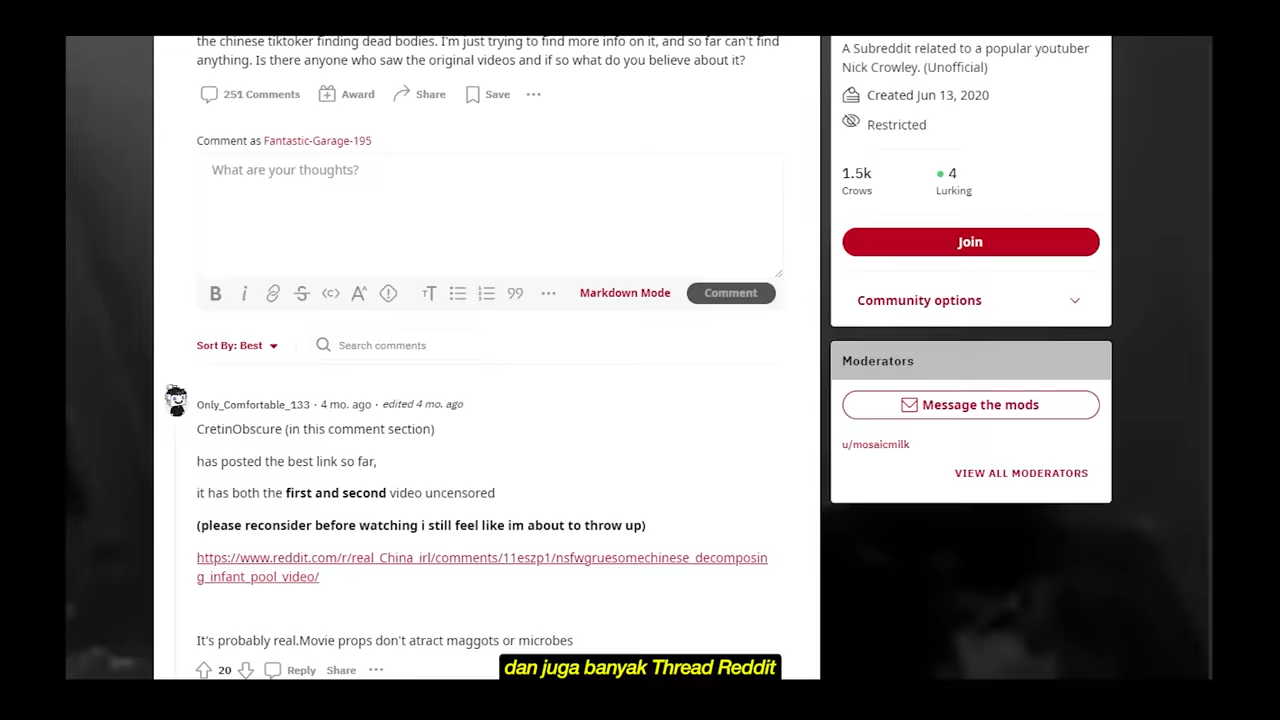 the chinese tiktoker finding dead bodies. I'm just trying to find more info on it, and so far can't find
anything. Is there anyone who saw the original videos and if so what do you believe about it?
251 Comments Award Share Save ...
Comment as Fantastic-Garage-195
What are your thoughts?
Markdown Mode Comment
Sort By: Best
Search comments
Only_Comfortable_133 · 4 mo. ago · edited 4 mo. ago
CretinObscure (in this comment section)
has posted the best link so far,
it has both the first and second video uncensored
(please reconsider before watching i still feel like im about to throw up)
https://www.reddit.com/r/real_China_irl/comments/11eszp1/nsfwgruesomechinese_decomposin
g_infant_pool_video/
It's probably real.Movie props don't atract maggots or microbes
20 Reply Share ...
A Subreddit related to a popular youtuber
Nick Crowley. (Unofficial)
Created Jun 13, 2020
Restricted
1.5k 4
Crows Lurking
Join
Community options
Moderators
Message the mods
u/mosaicmilk
VIEW ALL MODERATORS
dan juga banyak Thread Reddit